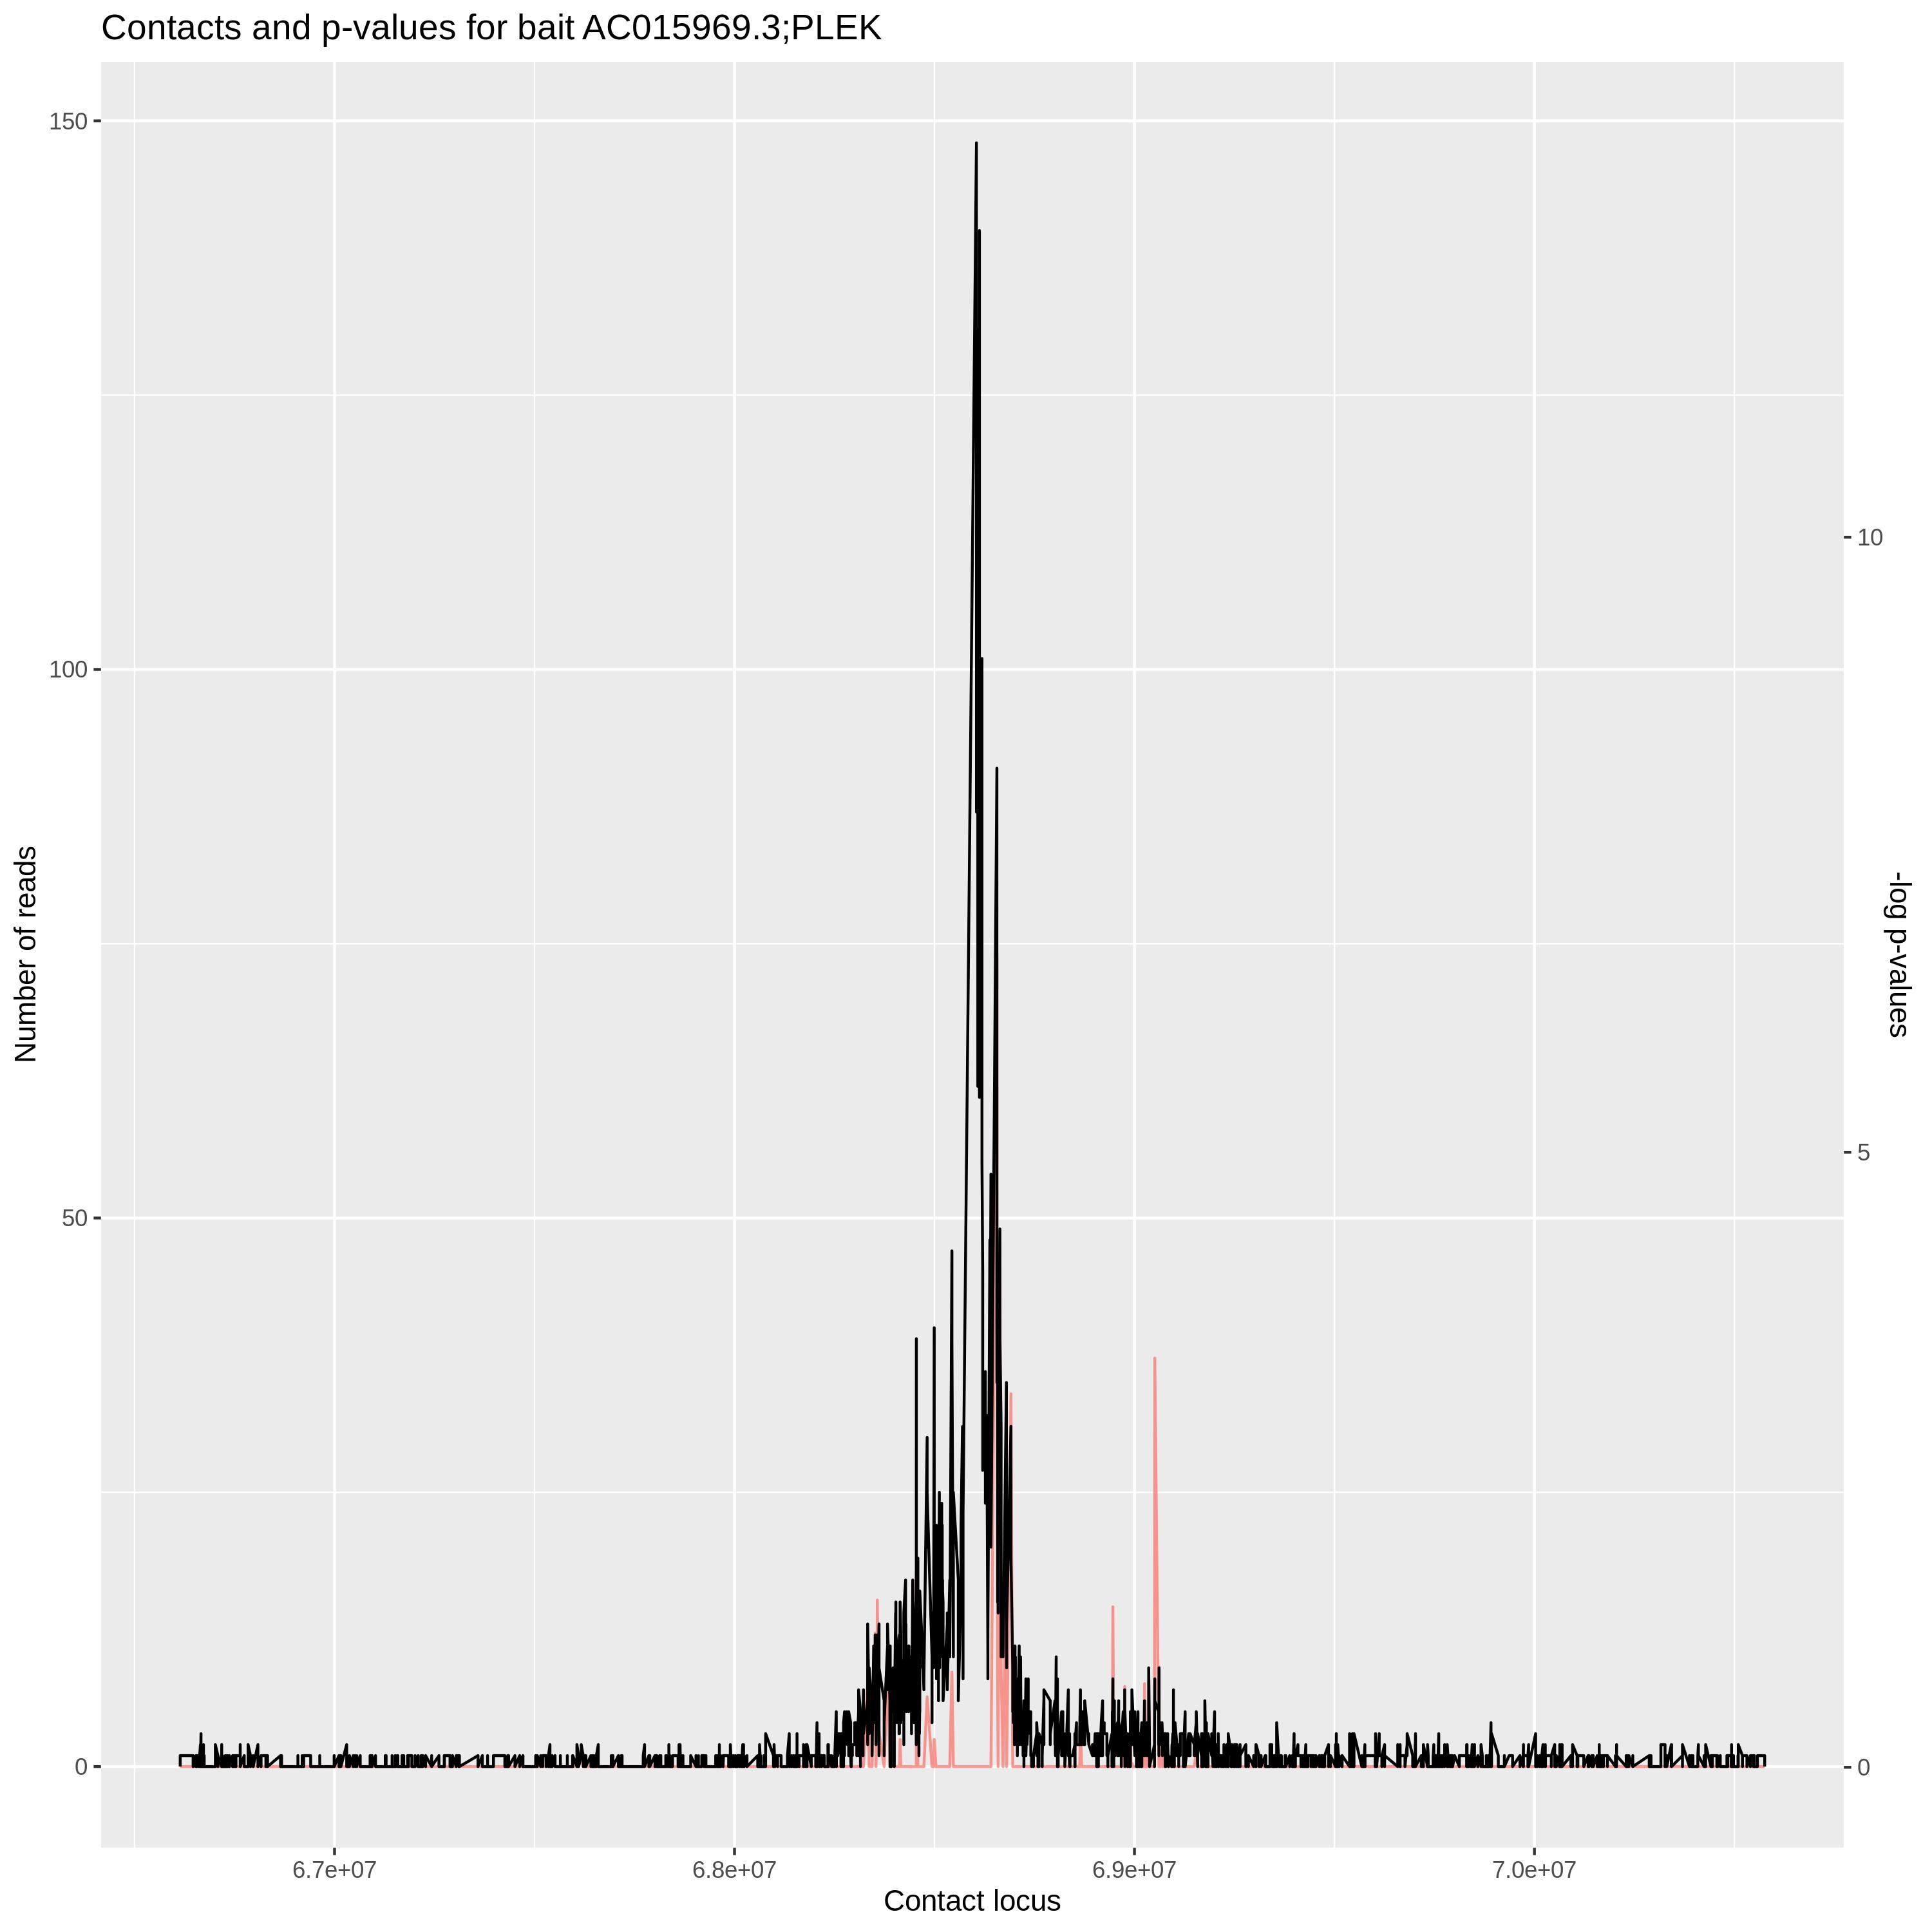 Contacts and p-values for bait AC015969.3;PLEK
150
100
50
0
Number of reads
10
5
0
-log p-values
6.7e+07
6.8e+07
6.9e+07
7.0e+07
Contact locus